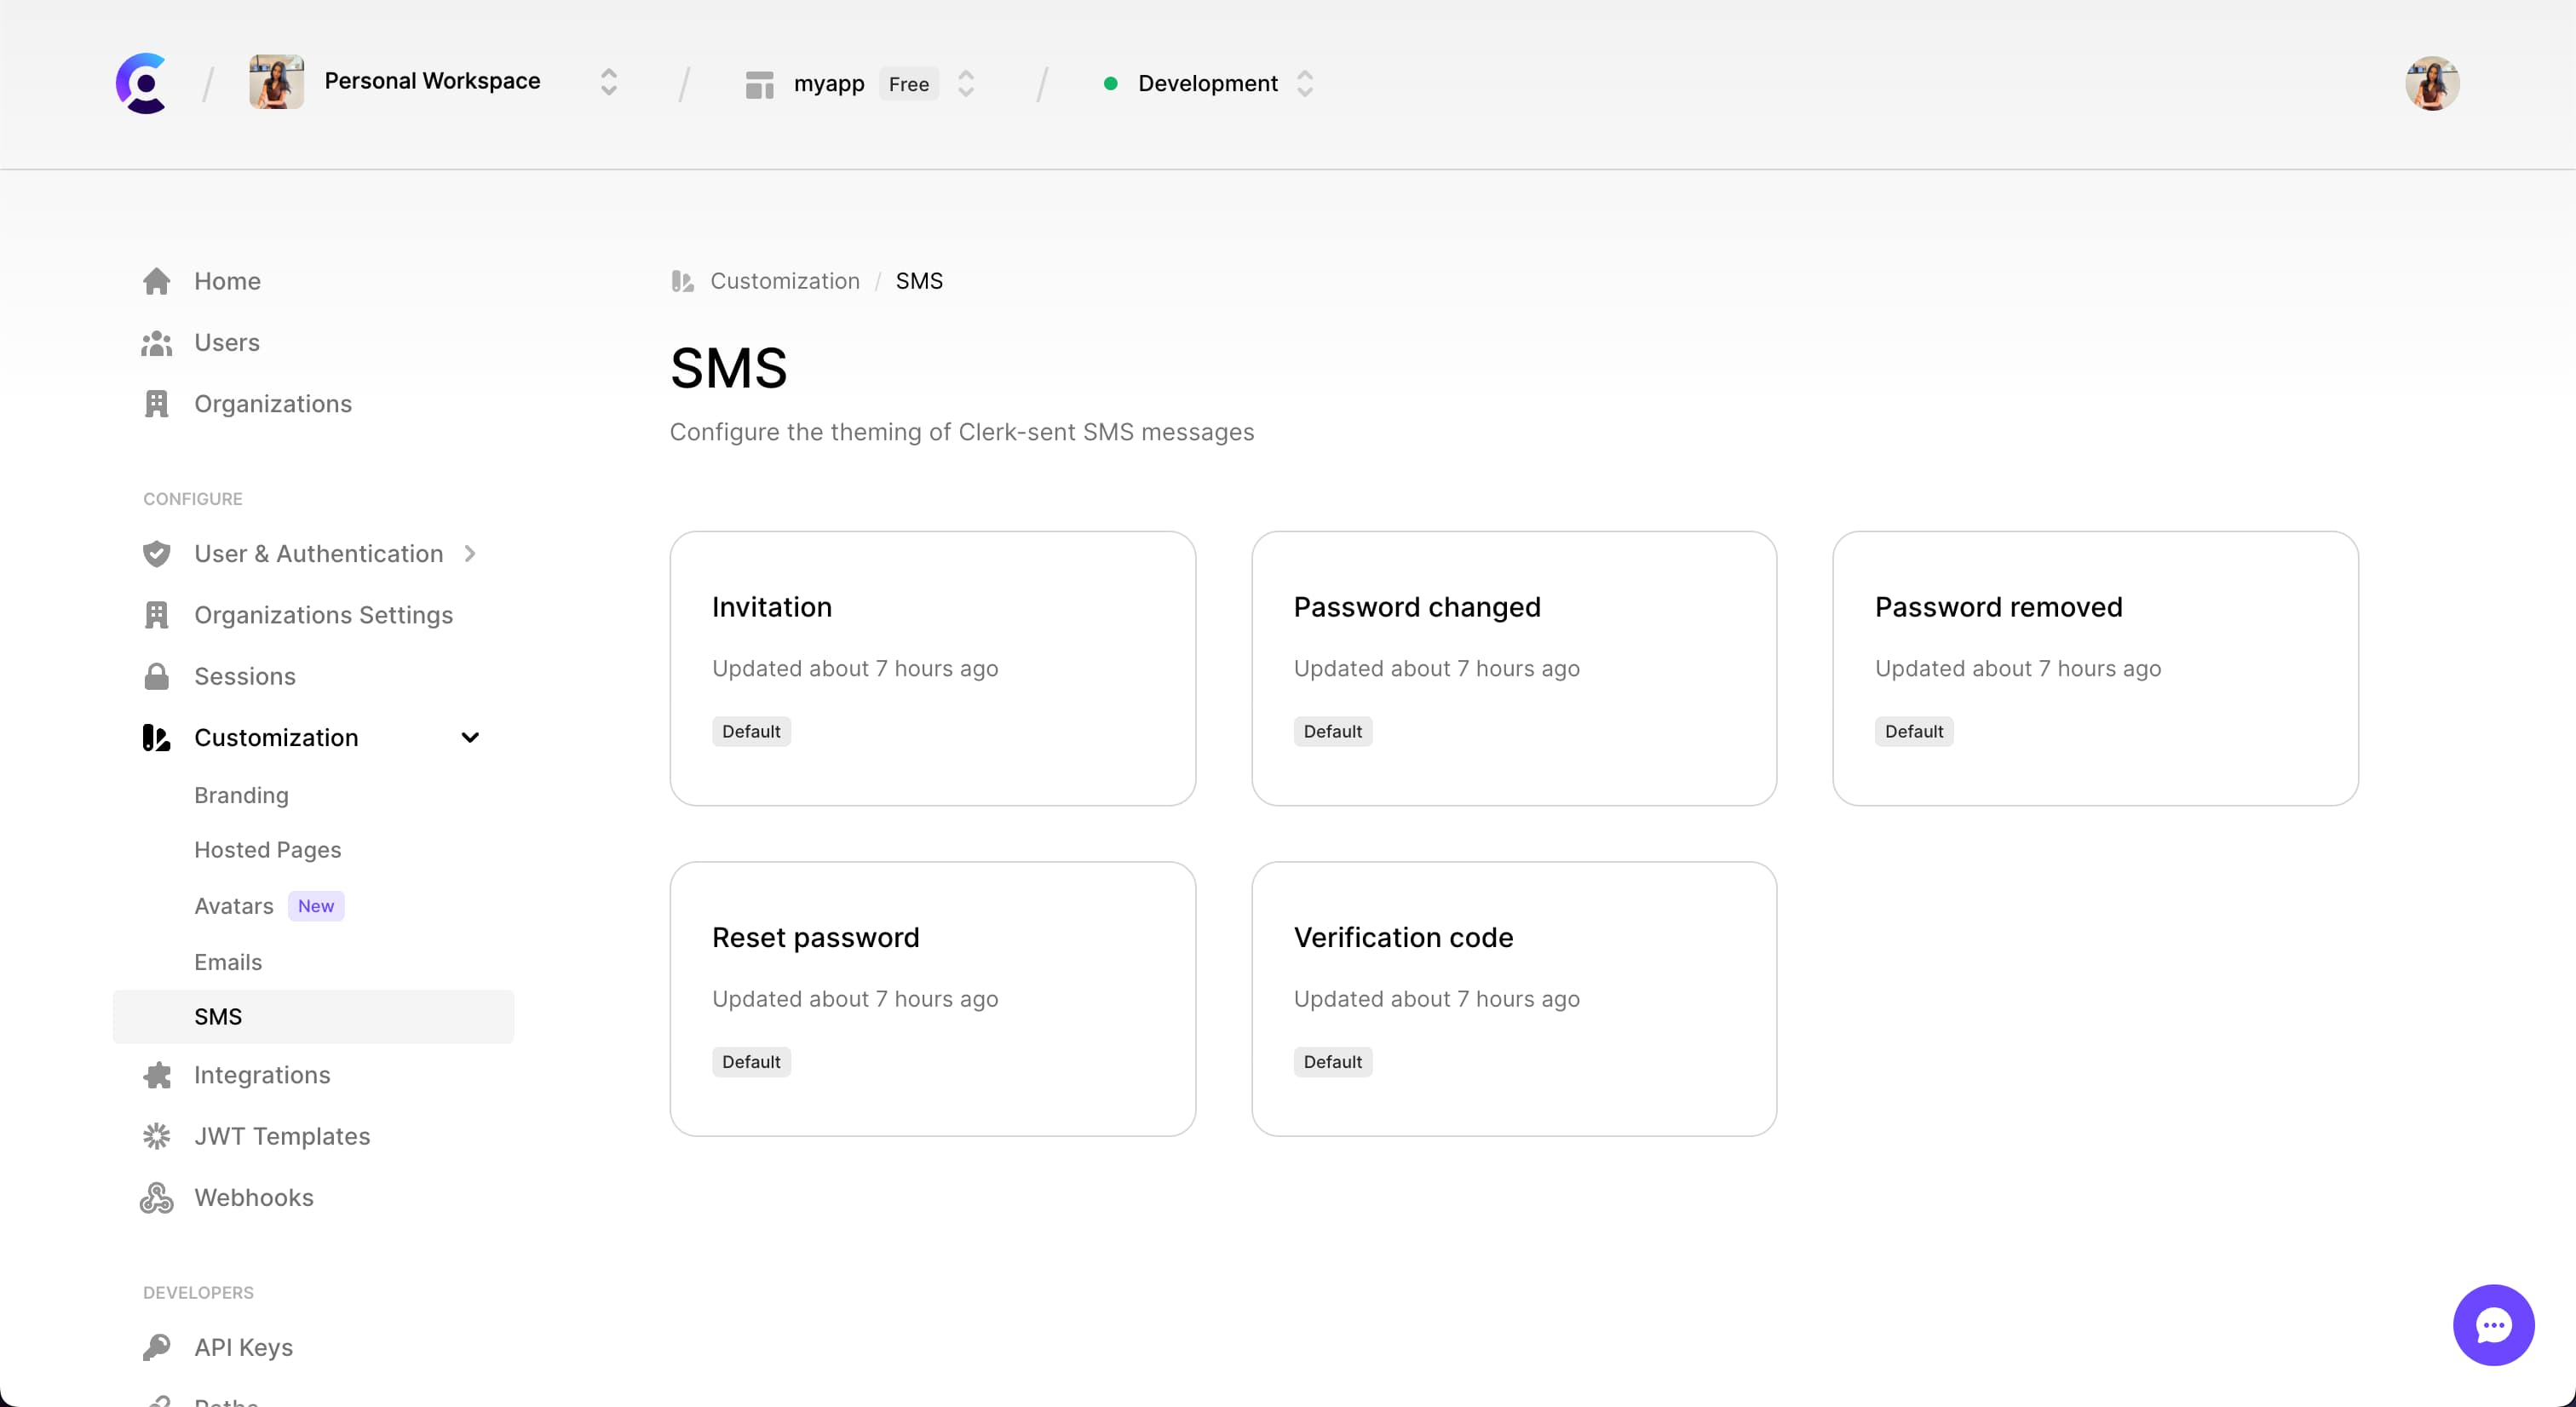 Personal Workspace
myapp Free
Development
Home
Users
Organizations
CONFIGURE
User & Authentication
Organizations Settings
Sessions
Customization
Branding
Hosted Pages
Avatars New
Emails
SMS
Integrations
JWT Templates
Webhooks
DEVELOPERS
API Keys
Customization / SMS
SMS
Configure the theming of Clerk-sent SMS messages
Invitation
Updated about 7 hours ago
Default
Password changed
Updated about 7 hours ago
Default
Password removed
Updated about 7 hours ago
Default
Reset password
Updated about 7 hours ago
Default
Verification code
Updated about 7 hours ago
Default